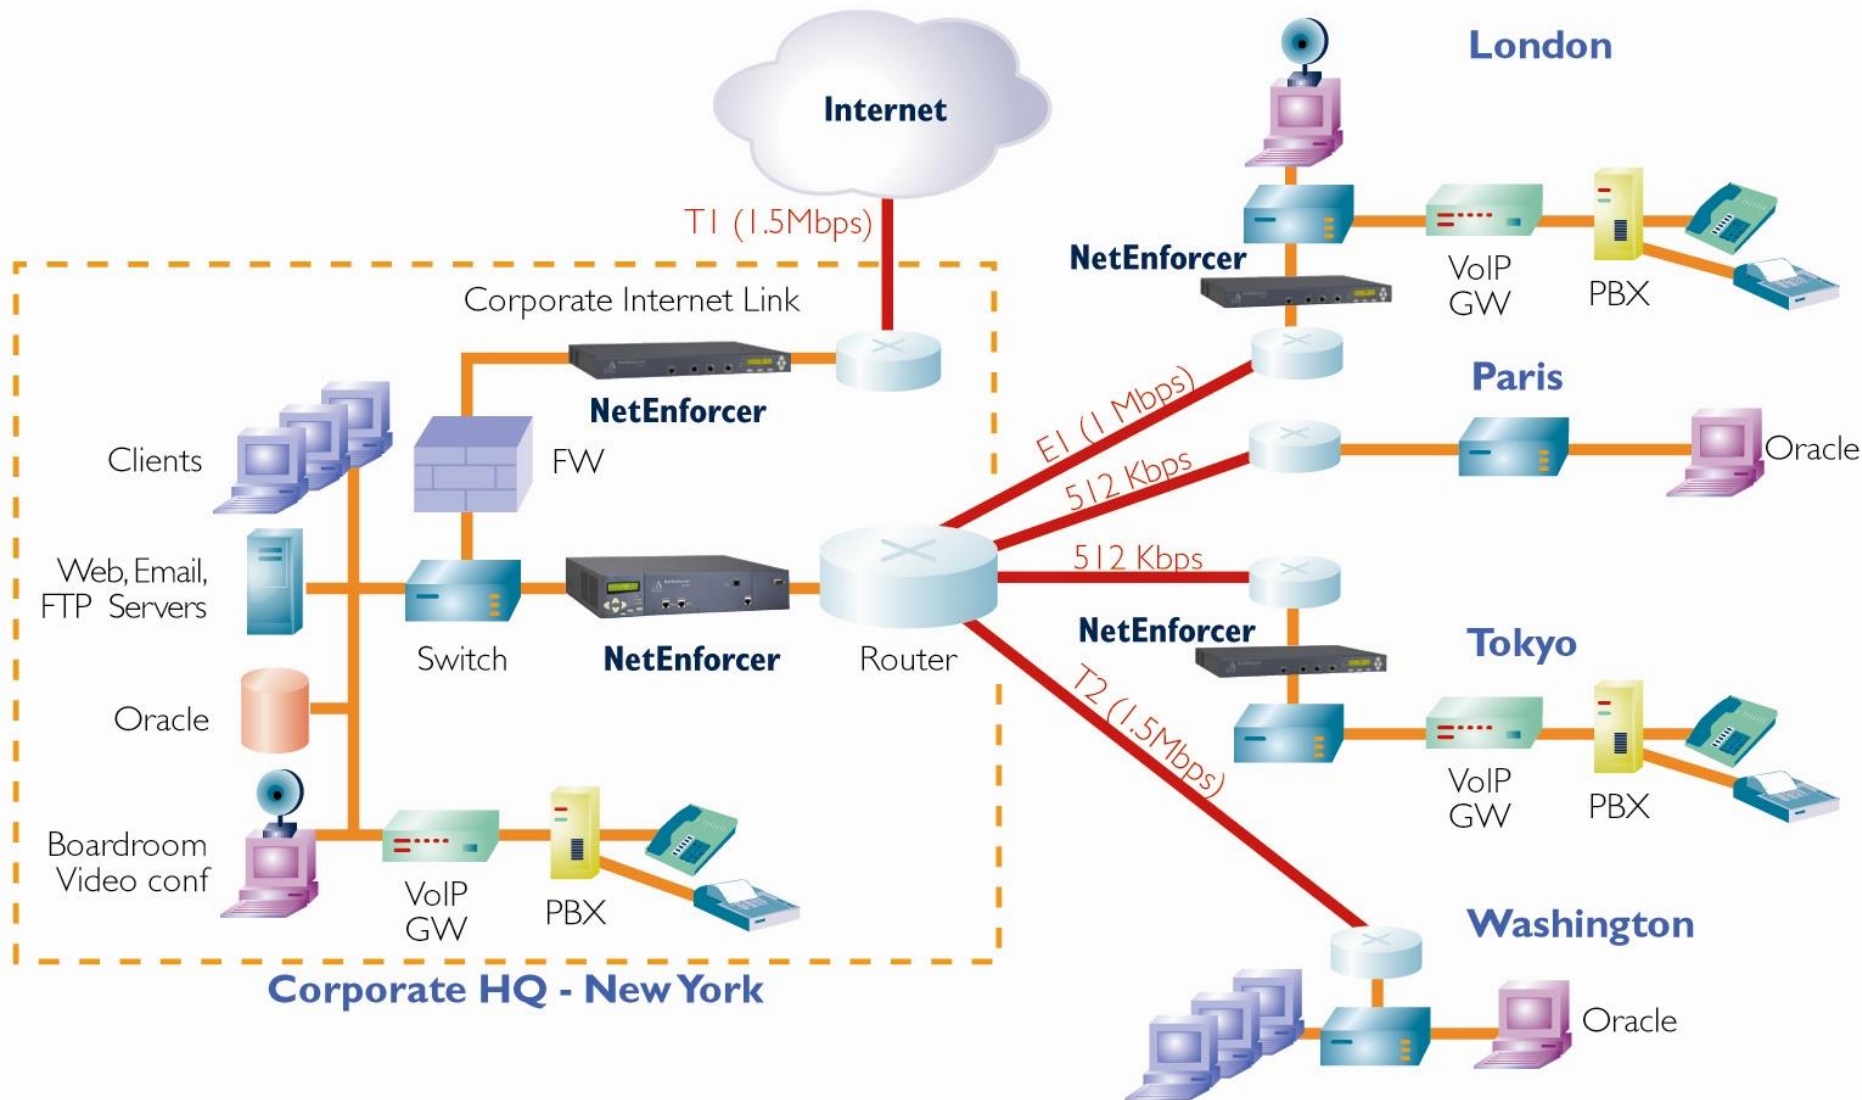 Internet
London
T1 (1.5Mbps)
NetEnforcer
VoIP
GW
PBX
Corporate Internet Link
NetEnforcer
E1 (1 Mbps)
Paris
Clients
FW
512 Kbps
Oracle
Web, Email,
FTP Servers
512 Kbps
Switch
NetEnforcer
Router
NetEnforcer
Tokyo
Oracle
T2 (1.5Mbps)
VoIP
GW
PBX
Boardroom
Video conf
VoIP
GW
PBX
Washington
Corporate HQ - New York
Oracle